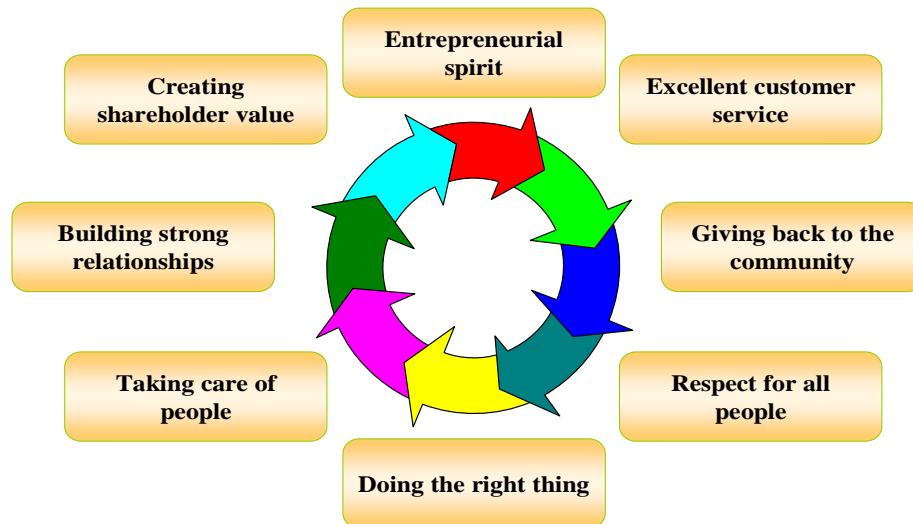 Entrepreneurial
spirit
Excellent customer
service
Giving back to the
community
Respect for all
people
Doing the right thing
Taking care of
people
Building strong
relationships
Creating
shareholder value